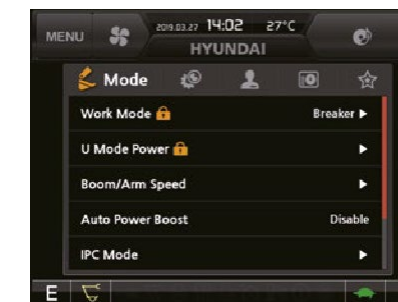 MENU 2019.03.27 14:02 27°C
HYUNDAI
Mode
Work Mode Breaker
U Mode Power
Boom/Arm Speed
Auto Power Boost Disable
IPC Mode
E